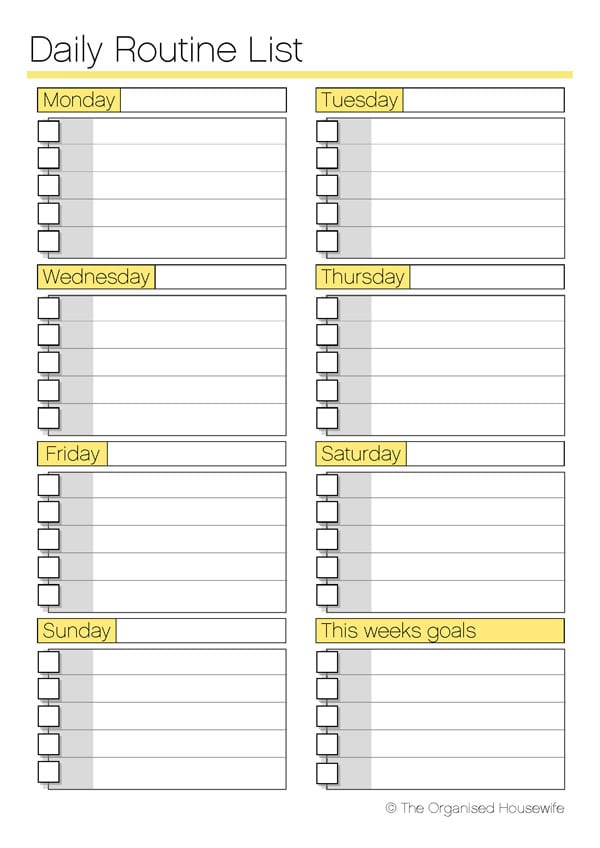 Daily Routine List
Monday
Tuesday
Wednesday
Thursday
Friday
Saturday
Sunday
This weeks goals
© The Organised Housewife